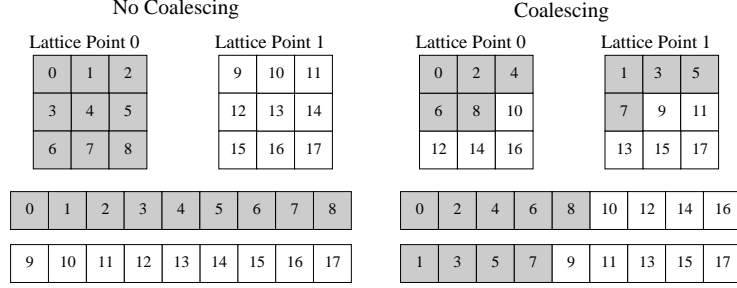 No Coalescing
Lattice Point 0 Lattice Point 1
0 1 2 9 10 11
3 4 5 12 13 14
6 7 8 15 16 17
0 1 2 3 4 5 6 7 8
9 10 11 12 13 14 15 16 17
Coalescing
Lattice Point 0 Lattice Point 1
0 2 4 1 3 5
6 8 10 7 9 11
12 14 16 13 15 17
0 2 4 6 8 10 12 14 16
1 3 5 7 9 11 13 15 17